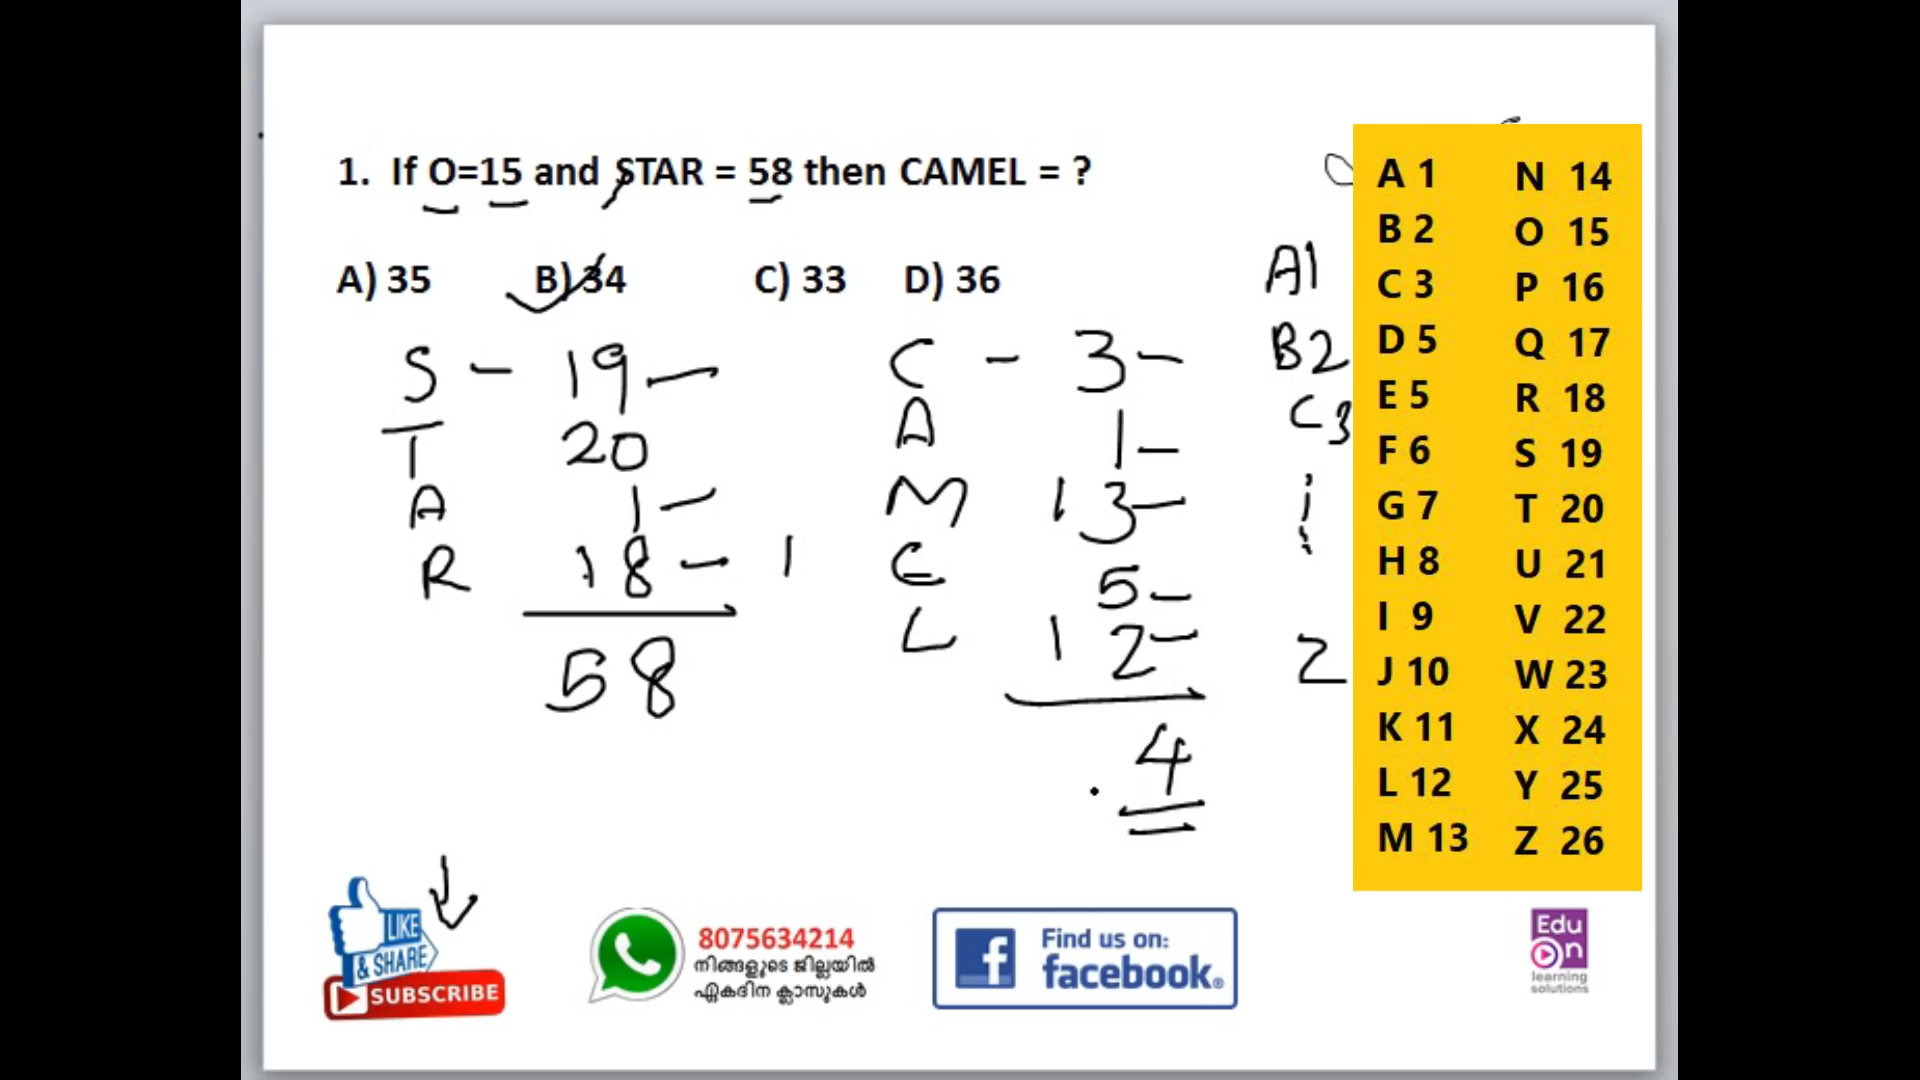 1. If O=15 and STAR = 58 then CAMEL = ?
A) 35 B) 34 C) 33 D) 36
S - 19 -
T 20
A 1 -
R 18 - 1
58
C - 3 -
A 1 -
M 13 -
E 5 -
L 12 -
4
A1
B2
C3
Z
A 1
B 2
C 3
D 5
E 5
F 6
G 7
H 8
I 9
J 10
K 11
L 12
M 13
N 14
O 15
P 16
Q 17
R 18
S 19
T 20
U 21
V 22
W 23
X 24
Y 25
Z 26
LIKE
& SHARE
SUBSCRIBE
8075634214
നിങ്ങളുടെ ജില്ലയിൽ
ഏകദിന ക്ലാസുകൾ
f
Find us on:
facebook®
Edu
On
learning
solutions